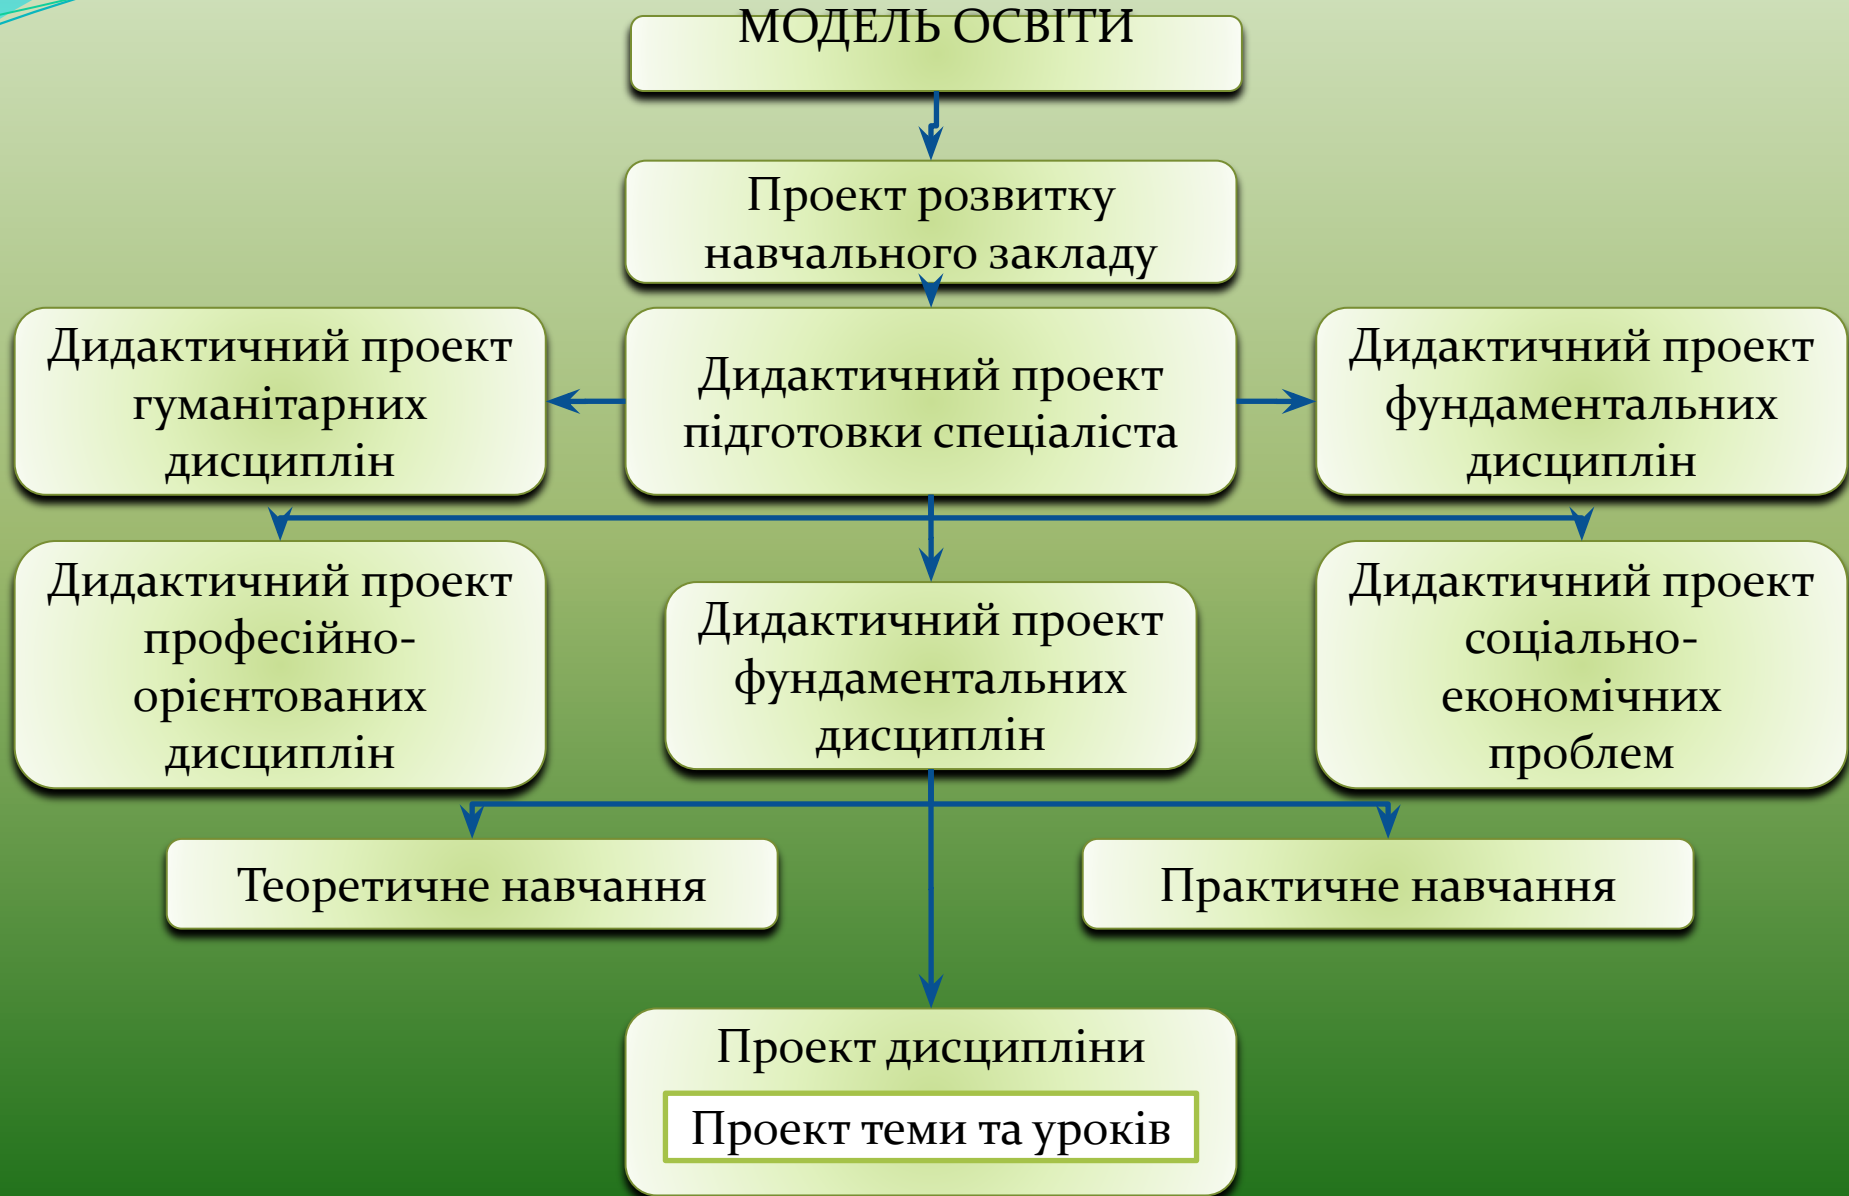 МОДЕЛЬ ОСВІТИ
Проект розвитку
навчального закладу
Дидактичний проект
гуманітарних
дисциплін
Дидактичний проект
підготовки спеціаліста
Дидактичний проект
фундаментальних
дисциплін
Дидактичний проект
професійно-
орієнтованих
дисциплін
Дидактичний проект
фундаментальних
дисциплін
Дидактичний проект
соціально-
економічних
проблем
Теоретичне навчання
Практичне навчання
Проект дисципліни
Проект теми та уроків